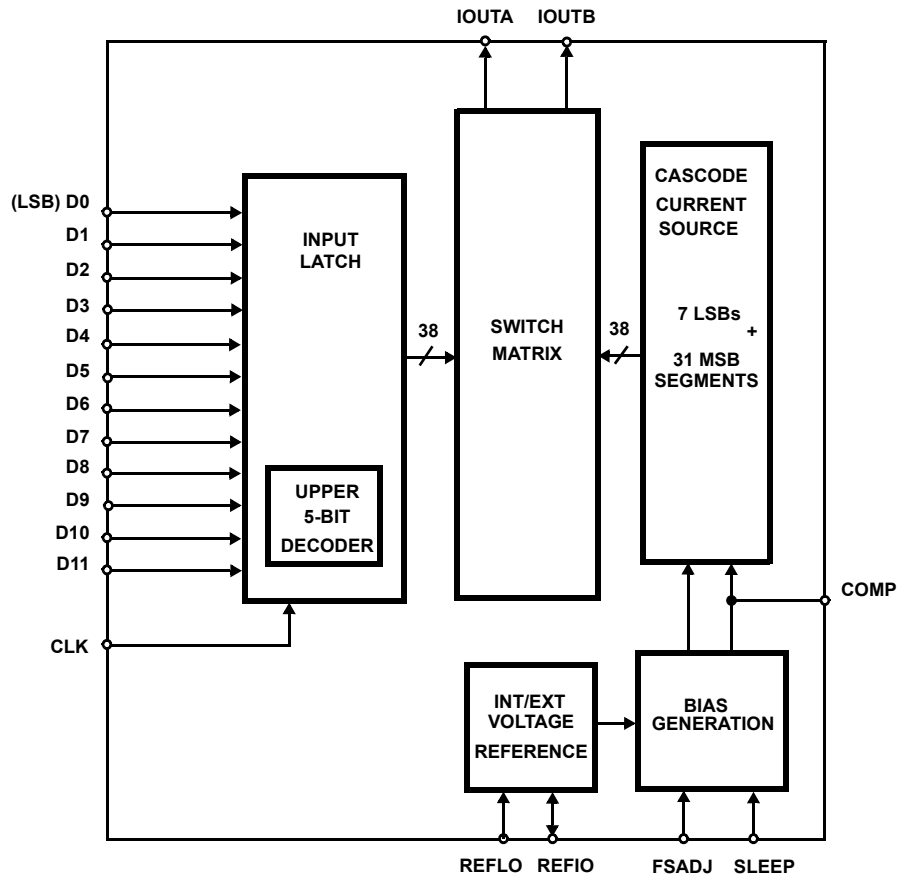 IOUTA IOUTB
(LSB) D0
D1
D2
D3
D4
D5
D6
D7
D8
D9
D10
D11
CLK
INPUT
LATCH
UPPER
5-BIT
DECODER
38
SWITCH
MATRIX
38
CASCODE
CURRENT
SOURCE
7 LSBs
+
31 MSB
SEGMENTS
COMP
INT/EXT
VOLTAGE
REFERENCE
BIAS
GENERATION
REFLO REFIO FSADJ SLEEP